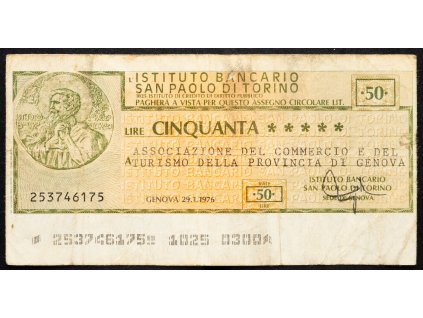 L'ISTITUTO BANCARIO
SAN PAOLO DI TORINO
ISTITUTO DI CREDITO DI DIRITTO PUBBLICO
PAGHERÀ A VISTA PER QUESTO ASSEGNO CIRCOLARE LIT.
·50·
LIRE CINQUANTA *****
ASSOCIAZIONE DEL COMMERCIO E DEL
A TURISMO DELLA PROVINCIA DI GENOVA
253746175
GENOVA 29.1.1976
·50·
LIRE
ISTITUTO BANCARIO
SAN PAOLO DI TORINO
SEDE DI GENOVA
253746175 1025 0300